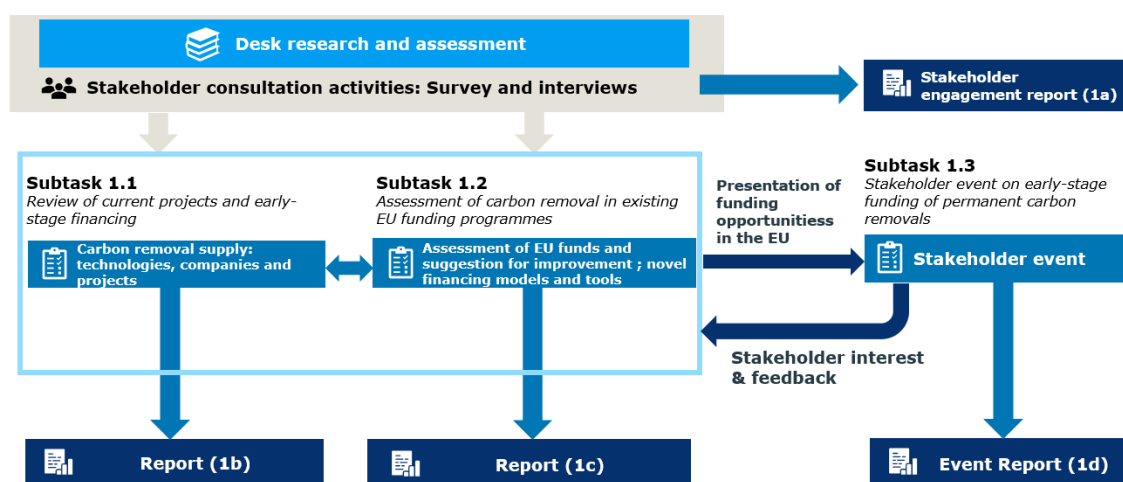 Desk research and assessment
Stakeholder consultation activities: Survey and interviews
Stakeholder
engagement report (1a)
Subtask 1.1
Review of current projects and early-
stage financing
Carbon removal supply:
technologies, companies and
projects
Subtask 1.2
Assessment of carbon removal in existing
EU funding programmes
Assessment of EU funds and
suggestion for improvement ; novel
financing models and tools
Presentation of
funding
opportunitiess
in the EU
Subtask 1.3
Stakeholder event on early-stage
funding of permanent carbon
removals
Stakeholder event
Stakeholder interest
& feedback
Report (1b)
Report (1c)
Event Report (1d)